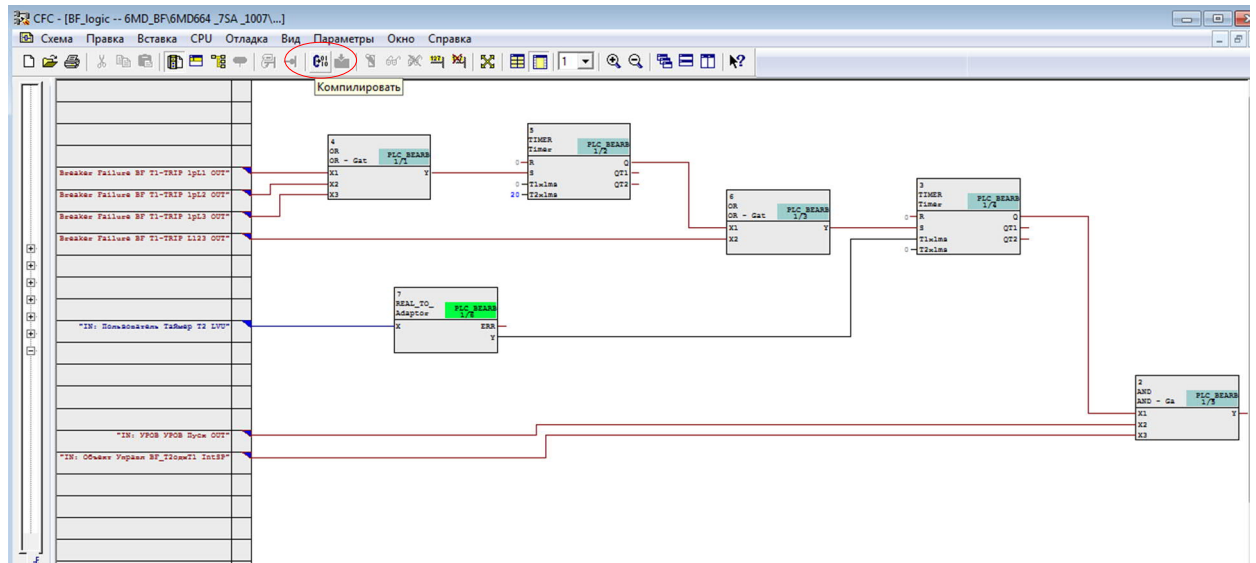 CFC - [BF_logic -- 6MD_BF\6MD664 _7SA _1007\...]
Схема Правка Вставка CPU Отладка Вид Параметры Окно Справка
1
Компилировать
4
OR
OR - Gat
PLC_BEARB
1/1
X1
Y
X2
X3
5
TIMER
Timer
PLC_BEARB
1/2
0
R
Q
S
QT1
0
T1x1ms
QT2
20
T2x1ms
Breaker Failure BF T1-TRIP 1pL1 OUT"
Breaker Failure BF T1-TRIP 1pL2 OUT"
Breaker Failure BF T1-TRIP 1pL3 OUT"
Breaker Failure BF T1-TRIP L123 OUT"
6
OR
OR - Gat
PLC_BEARB
1/3
X1
Y
X2
3
TIMER
Timer
PLC_BEARB
1/4
0
R
Q
S
QT1
T1x1ms
QT2
0
T2x1ms
7
REAL_TO_
Adaptor
PLC_BEARB
X
ERR
Y
"IN: Пользователь Таймер T2 LVU"
2
AND
AND - Ga
PLC_BEARB
1/5
X1
Y
X2
X3
"IN: УРОВ УРОВ Пуск OUT"
"IN: Объект Управл BF_T2одмT1 IntSP"